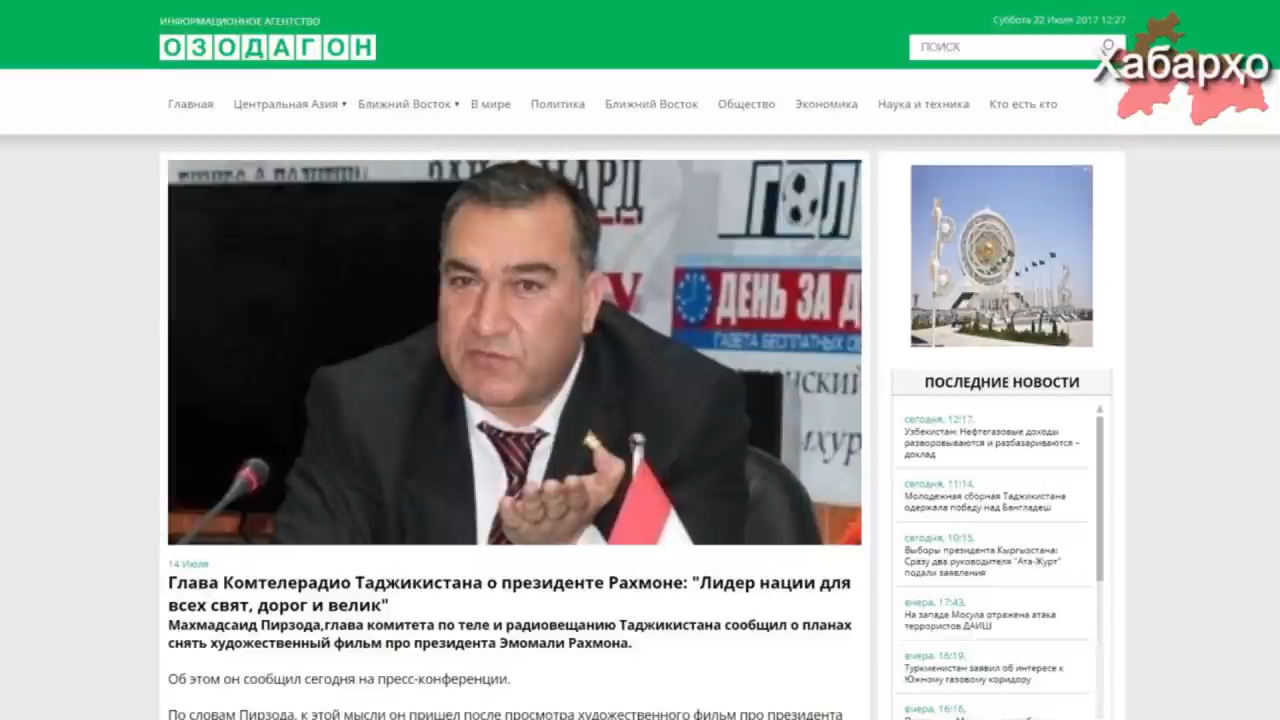 ИНФОРМАЦИОННОЕ АГЕНТСТВО
ОЗОДАГОН
Суббота 22 Июля 2017 12:27
ПОИСК
Хабарҳо
Главная Центральная Азия Ближний Восток В мире Политика Ближний Восток Общество Экономика Наука и техника Кто есть кто
ГОЛ
ДЕНЬ ЗА Д
ГАЗЕТА БЕСПЛАТНЫХ
14 Июля
Глава Комтелерадио Таджикистана о президенте Рахмоне: "Лидер нации для
всех свят, дорог и велик"
Махмадсаид Пирзода,глава комитета по теле и радиовещанию Таджикистана сообщил о планах
снять художественный фильм про президента Эмомали Рахмона.
Об этом он сообщил сегодня на пресс-конференции.
По словам Пирзода, к этой мысли он пришел после просмотра художественного фильм про президента
ПОСЛЕДНИЕ НОВОСТИ
сегодня, 12:17.
Узбекистан: Нефтегазовые доходы
разворовываются и разбазариваются –
доклад
сегодня, 11:14.
Молодежная сборная Таджикистана
одержала победу над Бангладеш
сегодня, 10:15.
Выборы президента Кыргызстана:
Сразу два руководителя "Ата-Журт"
подали заявления
вчера, 17:43.
На западе Мосула отражена атака
террористов ДАИШ
вчера, 16:19.
Туркменистан заявил об интересе к
Южному газовому коридору
вчера, 16:16.